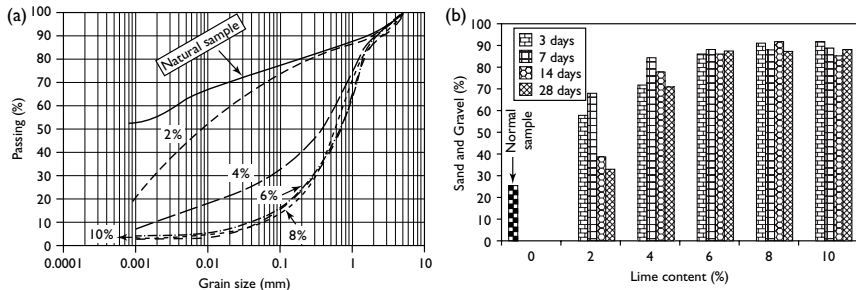 (a)
100
90
80
70
60
50
40
30
20
10
0
Passing (%)
Natural sample
2%
4%
6%
8%
10%
0.0001 0.001 0.01 0.1 1 10
Grain size (mm)
(b)
100
90
80
70
60
50
40
30
20
10
0
Sand and Gravel (%)
3 days
7 days
14 days
28 days
Normal
sample
0 2 4 6 8 10
Lime content (%)